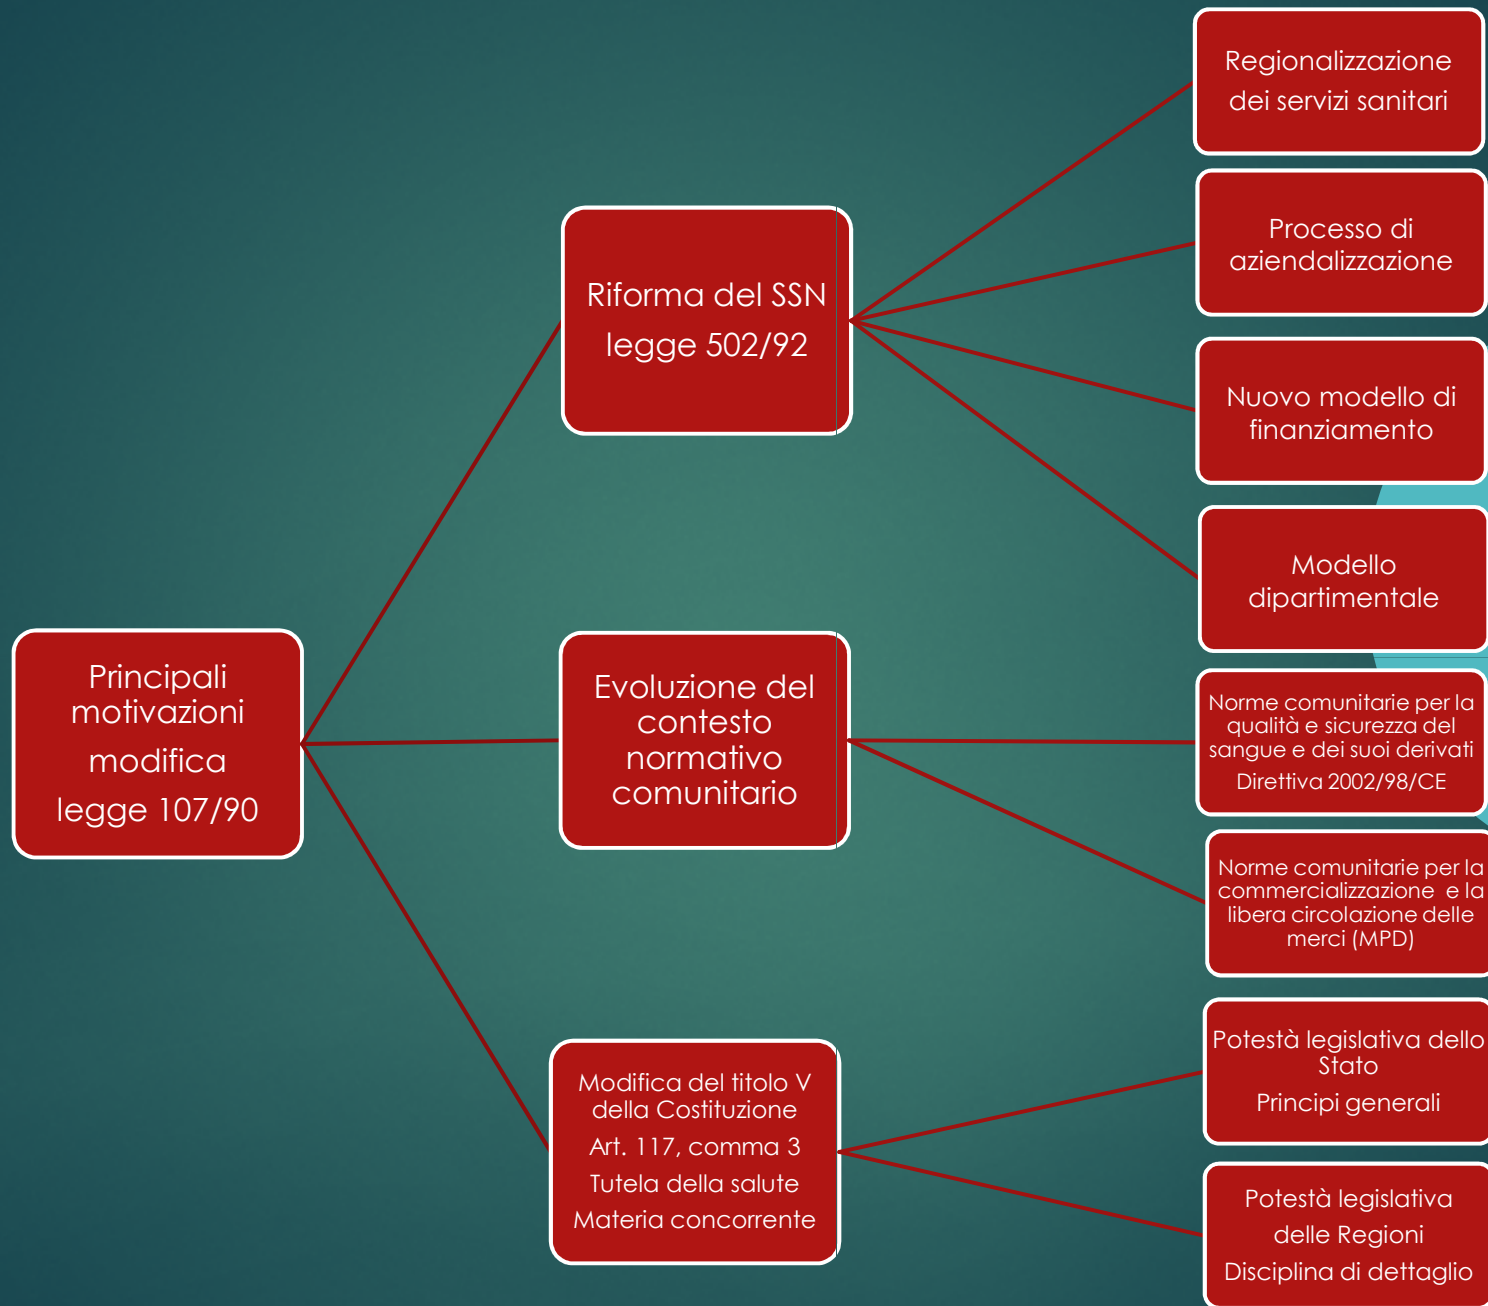 Principali
motivazioni
modifica
legge 107/90
Riforma del SSN
legge 502/92
Regionalizzazione
dei servizi sanitari
Processo di
aziendalizzazione
Nuovo modello di
finanziamento
Modello
dipartimentale
Evoluzione del
contesto
normativo
comunitario
Norme comunitarie per la
qualità e sicurezza del
sangue e dei suoi derivati
Direttiva 2002/98/CE
Norme comunitarie per la
commercializzazione e la
libera circolazione delle
merci (MPD)
Modifica del titolo V
della Costituzione
Art. 117, comma 3
Tutela della salute
Materia concorrente
Potestà legislativa dello
Stato
Principi generali
Potestà legislativa
delle Regioni
Disciplina di dettaglio